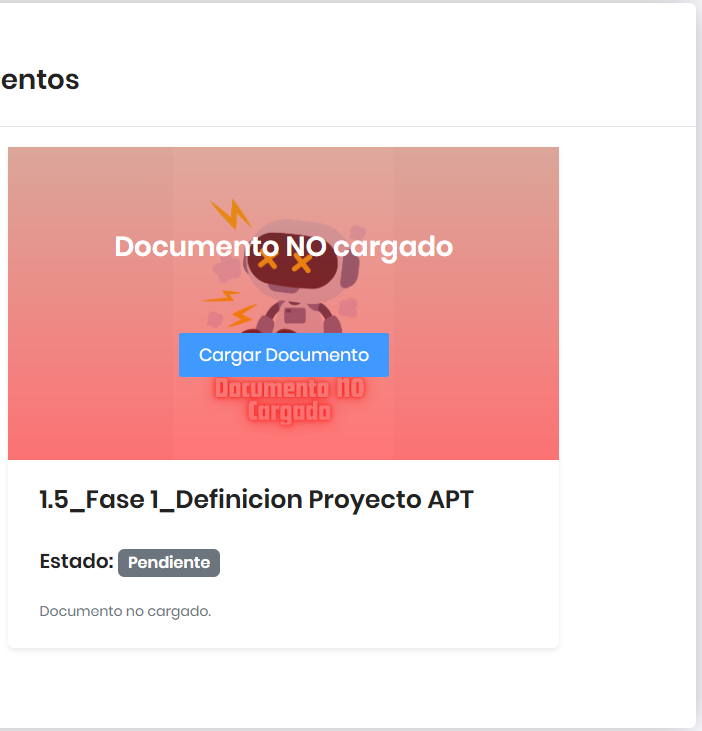 entos
Documento NO cargado
Cargar Documento
Documento NO
Cargado
1.5_Fase 1_Definicion Proyecto APT
Estado: Pendiente
Documento no cargado.